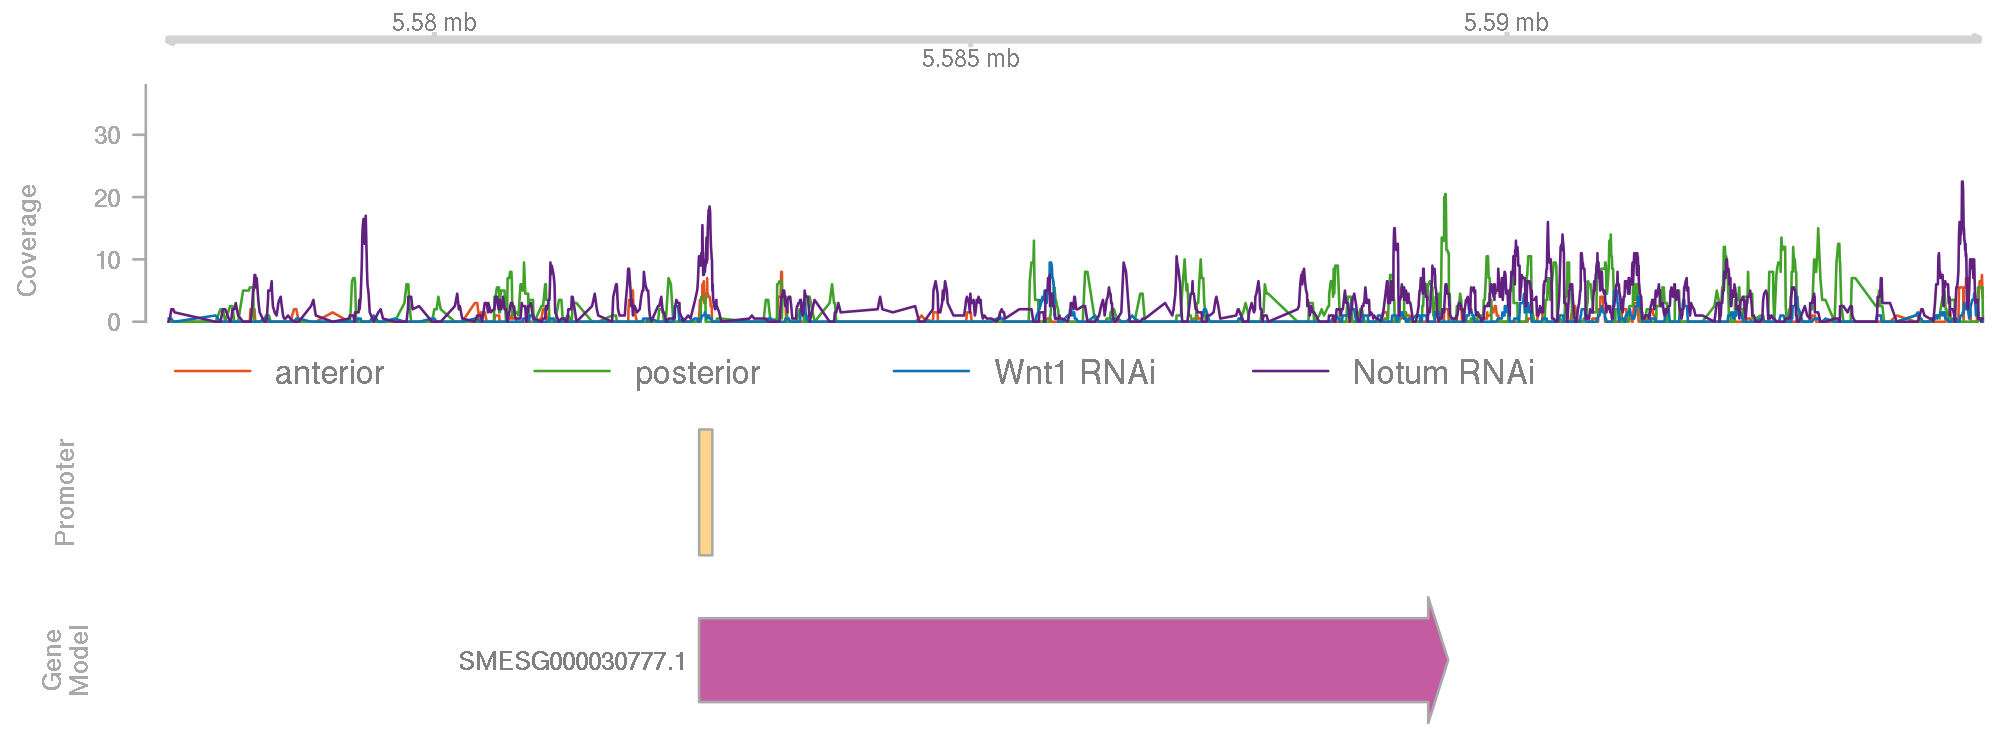 5.58 mb
5.59 mb
5.585 mb
Coverage
30
20
10
0
anterior
posterior
Wnt1 RNAi
Notum RNAi
Promoter
0
Gene
Model
SMESG000030777.1